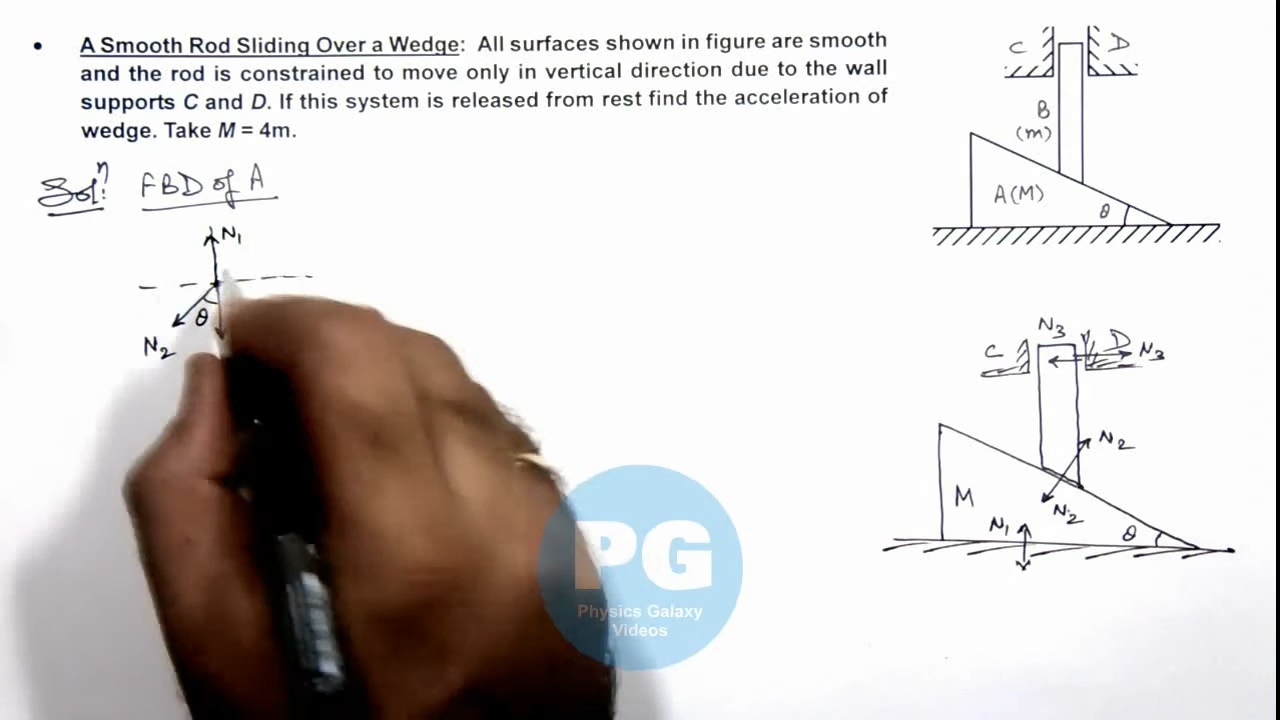 • A Smooth Rod Sliding Over a Wedge: All surfaces shown in figure are smooth
and the rod is constrained to move only in vertical direction due to the wall
supports C and D. If this system is released from rest find the acceleration of
wedge. Take M = 4m.
Solⁿ: FBD of A
N₁
θ
N₂
C D
B
(m)
A(M)
θ
N₃
C D N₃
N₂
M
N₂
N₁
θ
PG
Physics Galaxy
Videos